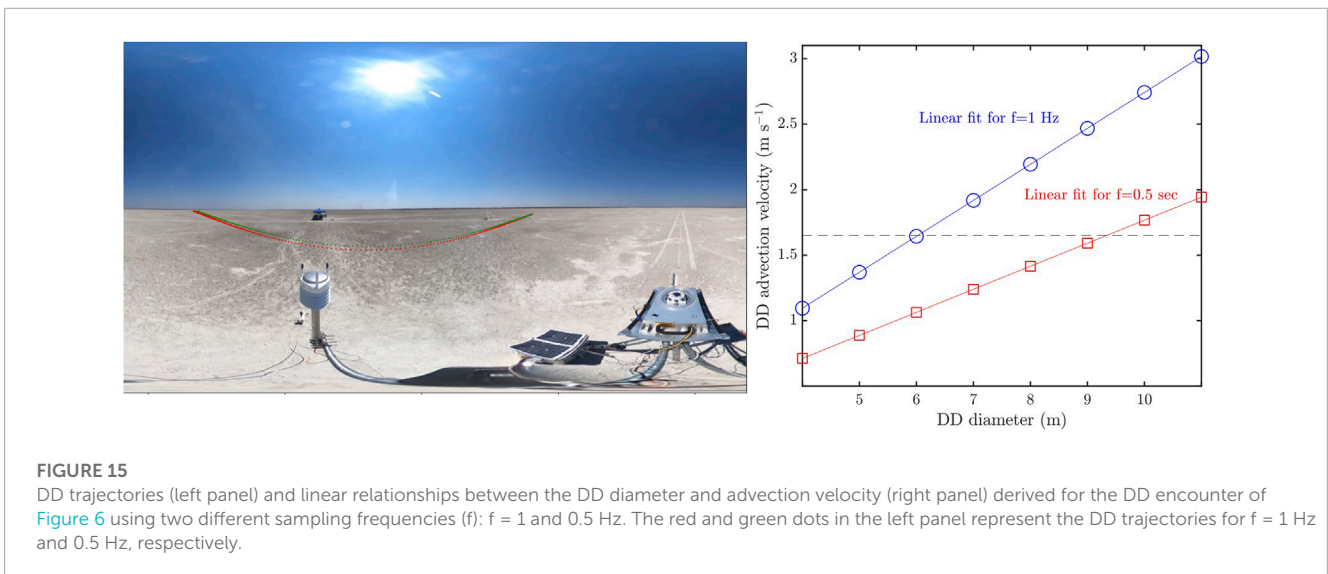 3
2.5
2
1.5
1
DD advection velocity (m s⁻¹)
Linear fit for f=1 Hz
Linear fit for f=0.5 sec
5 6 7 8 9 10
DD diameter (m)
FIGURE 15
DD trajectories (left panel) and linear relationships between the DD diameter and advection velocity (right panel) derived for the DD encounter of
Figure 6 using two different sampling frequencies (f): f = 1 and 0.5 Hz. The red and green dots in the left panel represent the DD trajectories for f = 1 Hz
and 0.5 Hz, respectively.